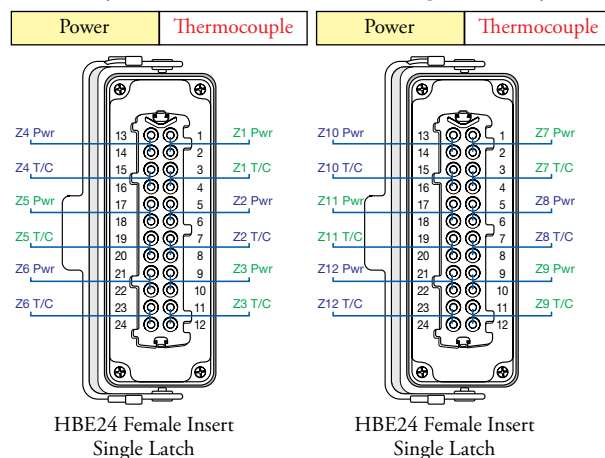 Power Thermocouple Power Thermocouple
Z4 Pwr 13 1 Z1 Pwr Z10 Pwr 13 1 Z7 Pwr
14 2 14 2
Z4 T/C 15 3 Z1 T/C Z10 T/C 15 3 Z7 T/C
16 4 16 4
Z5 Pwr 17 5 Z2 Pwr Z11 Pwr 17 5 Z8 Pwr
18 6 18 6
Z5 T/C 19 7 Z2 T/C Z11 T/C 19 7 Z8 T/C
20 8 20 8
Z6 Pwr 21 9 Z3 Pwr Z12 Pwr 21 9 Z9 Pwr
22 10 22 10
Z6 T/C 23 11 Z3 T/C Z12 T/C 23 11 Z9 T/C
24 12 24 12
HBE24 Female Insert HBE24 Female Insert
Single Latch Single Latch